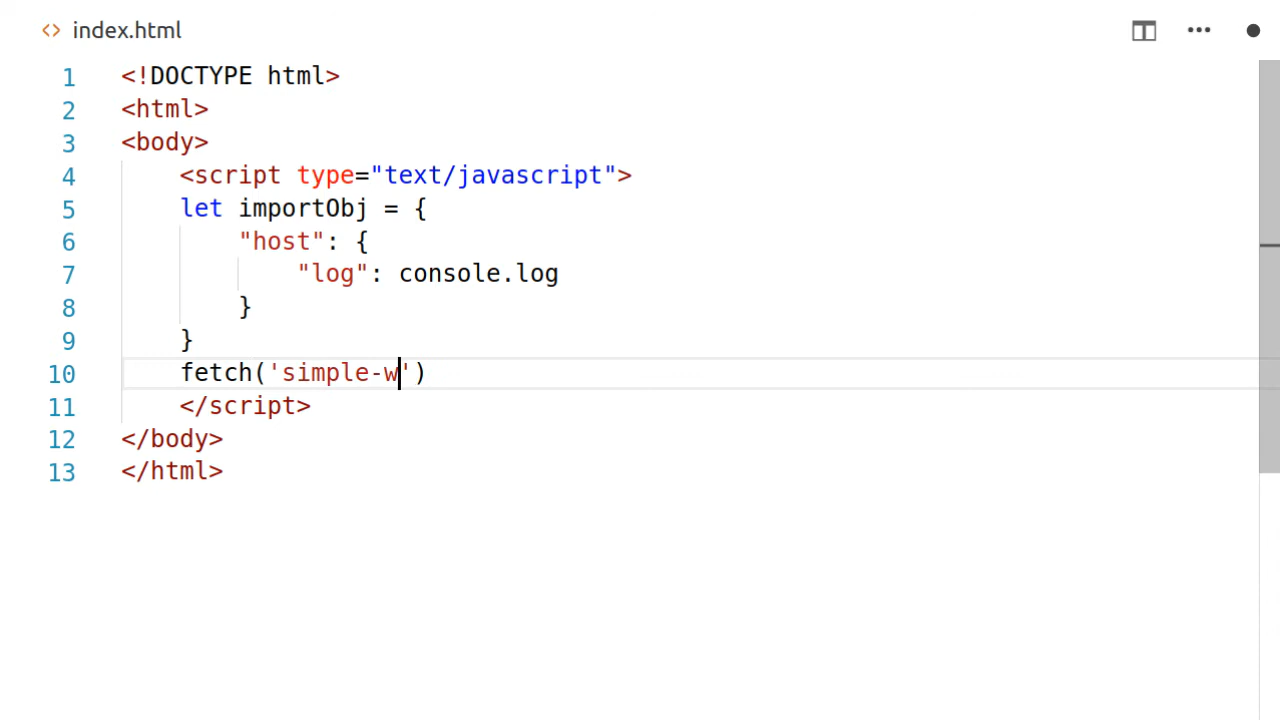 index.html
1 <!DOCTYPE html>
2 <html>
3 <body>
4     <script type="text/javascript">
5     let importObj = {
6         "host": {
7             "log": console.log
8         }
9     }
10     fetch('simple-w')
11     </script>
12 </body>
13 </html>